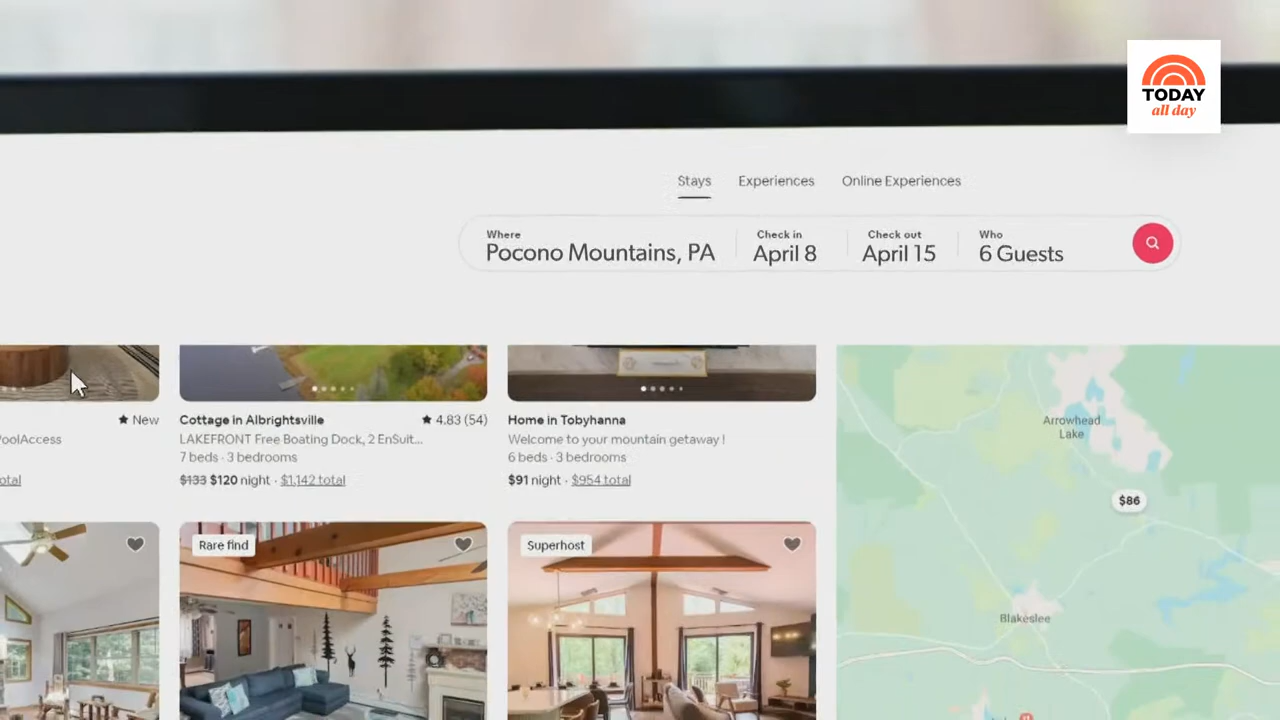 TODAY
all day
Stays Experiences Online Experiences
Where Check in Check out Who
Pocono Mountains, PA April 8 April 15 6 Guests
New
Cottage in Albrightsville 4.83 (54)
Home in Tobyhanna
LAKEFRONT Free Boating Dock, 2 EnSuit...
Welcome to your mountain getaway !
7 beds · 3 bedrooms
6 beds · 3 bedrooms
$133 $120 night · $1,142 total
$91 night · $954 total
Rare find
Superhost
Arrowhead
Lake
$86
Blakeslee